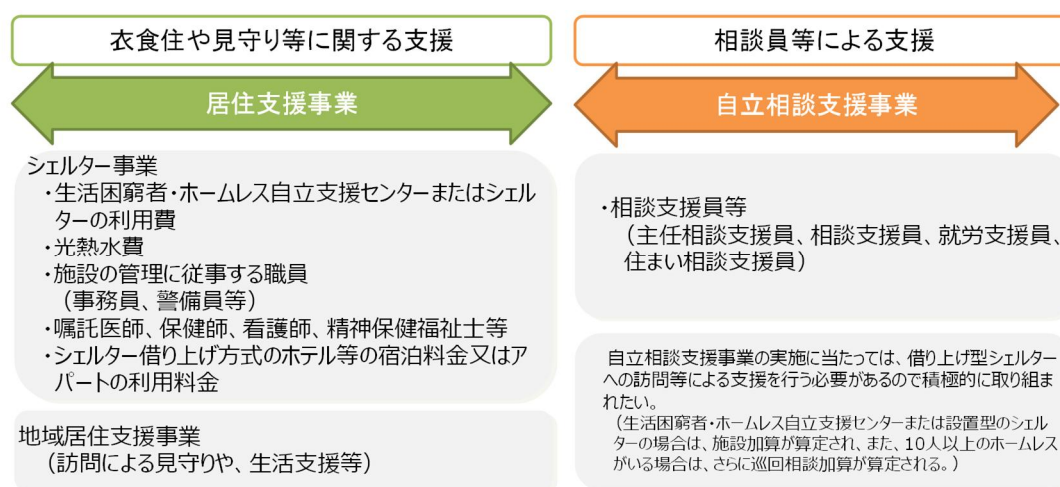 衣食住や見守り等に関する支援
居住支援事業
シェルター事業
・生活困窮者・ホームレス自立支援センターまたはシェル
ターの利用費
・光熱水費
・施設の管理に従事する職員
（事務員、警備員等）
・嘱託医師、保健師、看護師、精神保健福祉士等
・シェルター借り上げ方式のホテル等の宿泊料金又はア
パートの利用料金
地域居住支援事業
（訪問による見守りや、生活支援等）
相談員等による支援
自立相談支援事業
・相談支援員等
（主任相談支援員、相談支援員、就労支援員、
住まい相談支援員）
自立相談支援事業の実施に当たっては、借り上げ型シェルター
への訪問等による支援を行う必要があるので積極的に取り組ま
れたい。
（生活困窮者・ホームレス自立支援センターまたは設置型のシェル
ターの場合は、施設加算が算定され、また、10人以上のホームレス
がいる場合は、さらに巡回相談加算が算定される。）